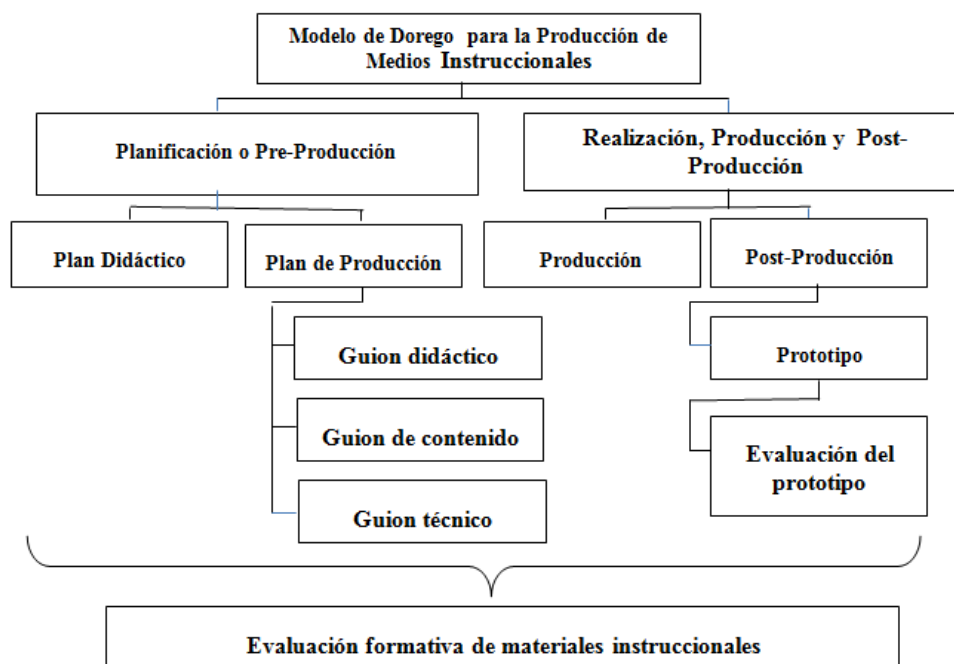 Modelo de Dorego para la Producción de
Medios Instruccionales
Planificación o Pre-Producción
Realización, Producción y Post-
Producción
Plan Didáctico
Plan de Producción
Producción
Post-Producción
Guion didáctico
Prototipo
Guion de contenido
Evaluación del
prototipo
Guion técnico
Evaluación formativa de materiales instruccionales